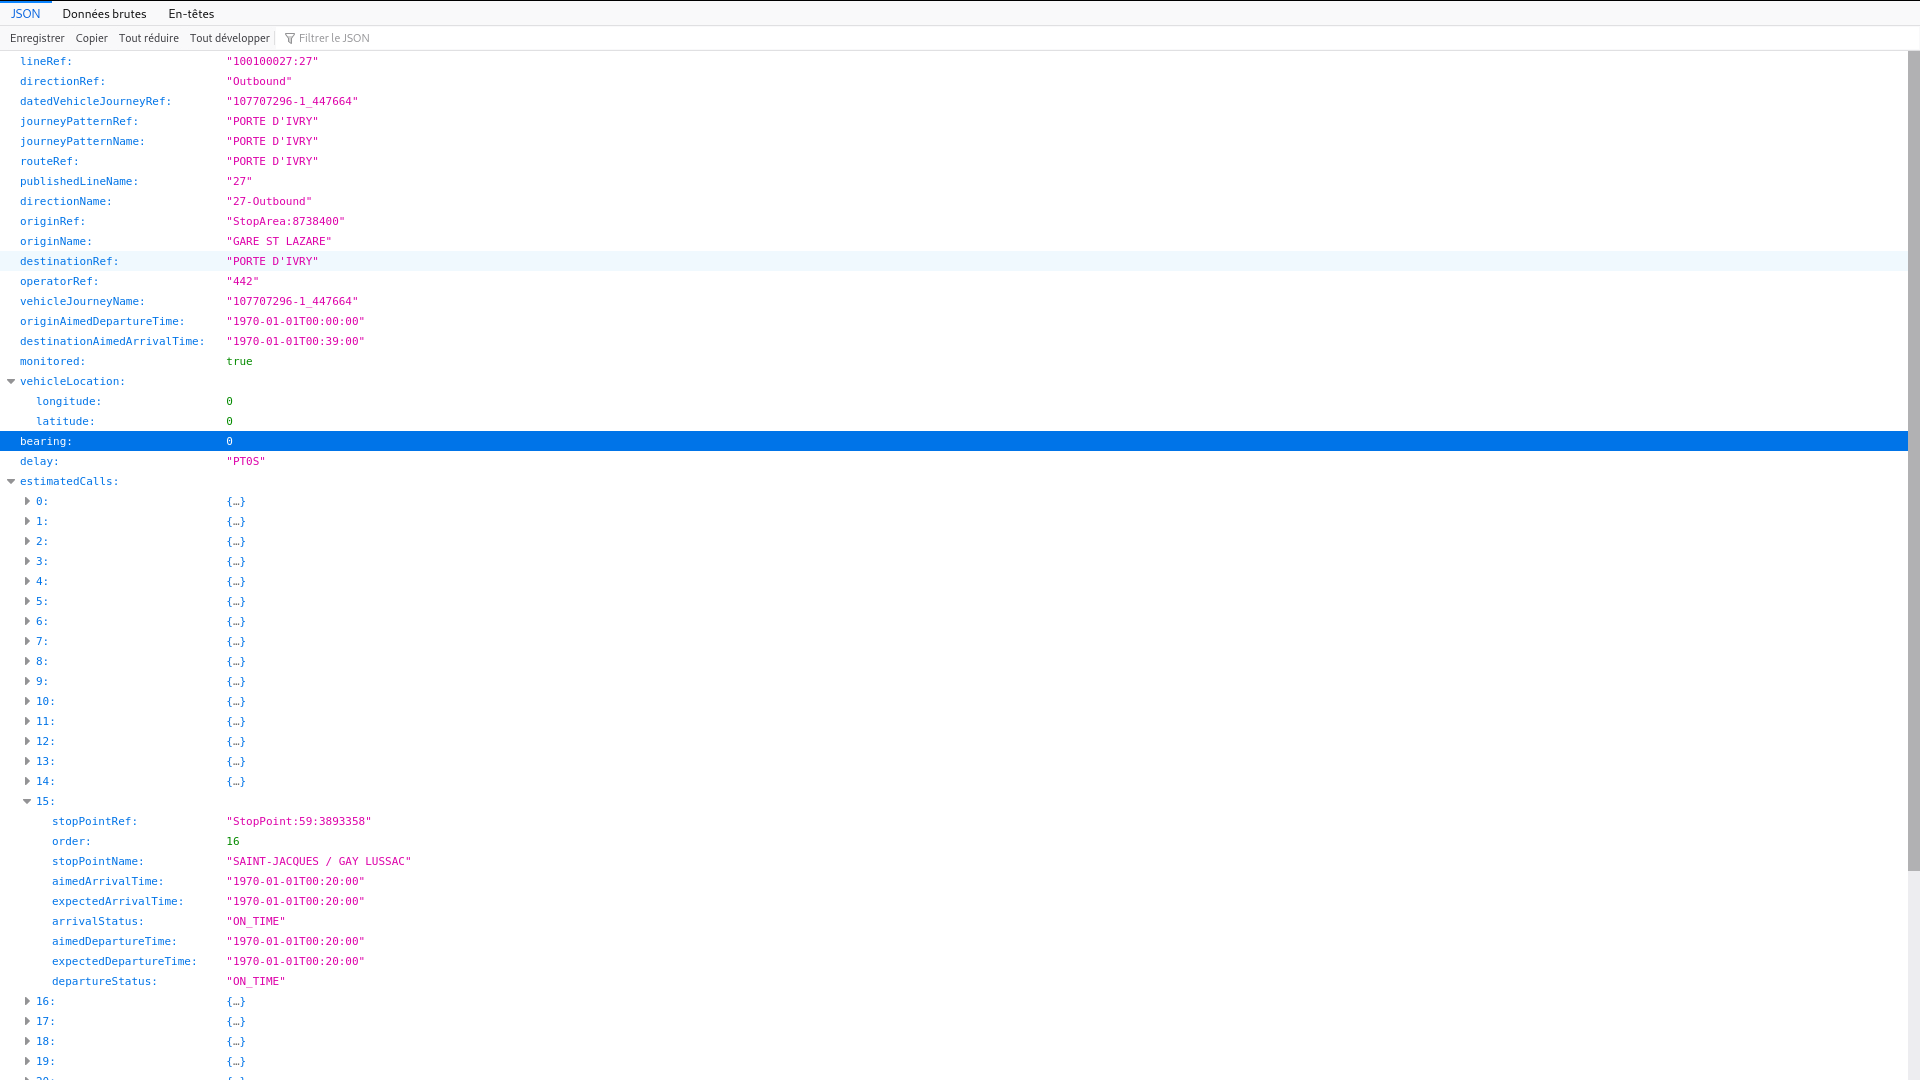 JSON Données brutes En-têtes
Enregistrer Copier Tout réduire Tout développer Filtrer le JSON
lineRef: "100100027:27"
directionRef: "Outbound"
datedVehicleJourneyRef: "107707296-1_447664"
journeyPatternRef: "PORTE D'IVRY"
journeyPatternName: "PORTE D'IVRY"
routeRef: "PORTE D'IVRY"
publishedLineName: "27"
directionName: "27-Outbound"
originRef: "StopArea:8738400"
originName: "GARE ST LAZARE"
destinationRef: "PORTE D'IVRY"
operatorRef: "442"
vehicleJourneyName: "107707296-1_447664"
originAimedDepartureTime: "1970-01-01T00:00:00"
destinationAimedArrivalTime: "1970-01-01T00:39:00"
monitored: true
vehicleLocation:
longitude: 0
latitude: 0
bearing: 0
delay: "PT0S"
estimatedCalls:
0: {…}
1: {…}
2: {…}
3: {…}
4: {…}
5: {…}
6: {…}
7: {…}
8: {…}
9: {…}
10: {…}
11: {…}
12: {…}
13: {…}
14: {…}
15:
stopPointRef: "StopPoint:59:3893358"
order: 16
stopPointName: "SAINT-JACQUES / GAY LUSSAC"
aimedArrivalTime: "1970-01-01T00:20:00"
expectedArrivalTime: "1970-01-01T00:20:00"
arrivalStatus: "ON_TIME"
aimedDepartureTime: "1970-01-01T00:20:00"
expectedDepartureTime: "1970-01-01T00:20:00"
departureStatus: "ON_TIME"
16: {…}
17: {…}
18: {…}
19: {…}